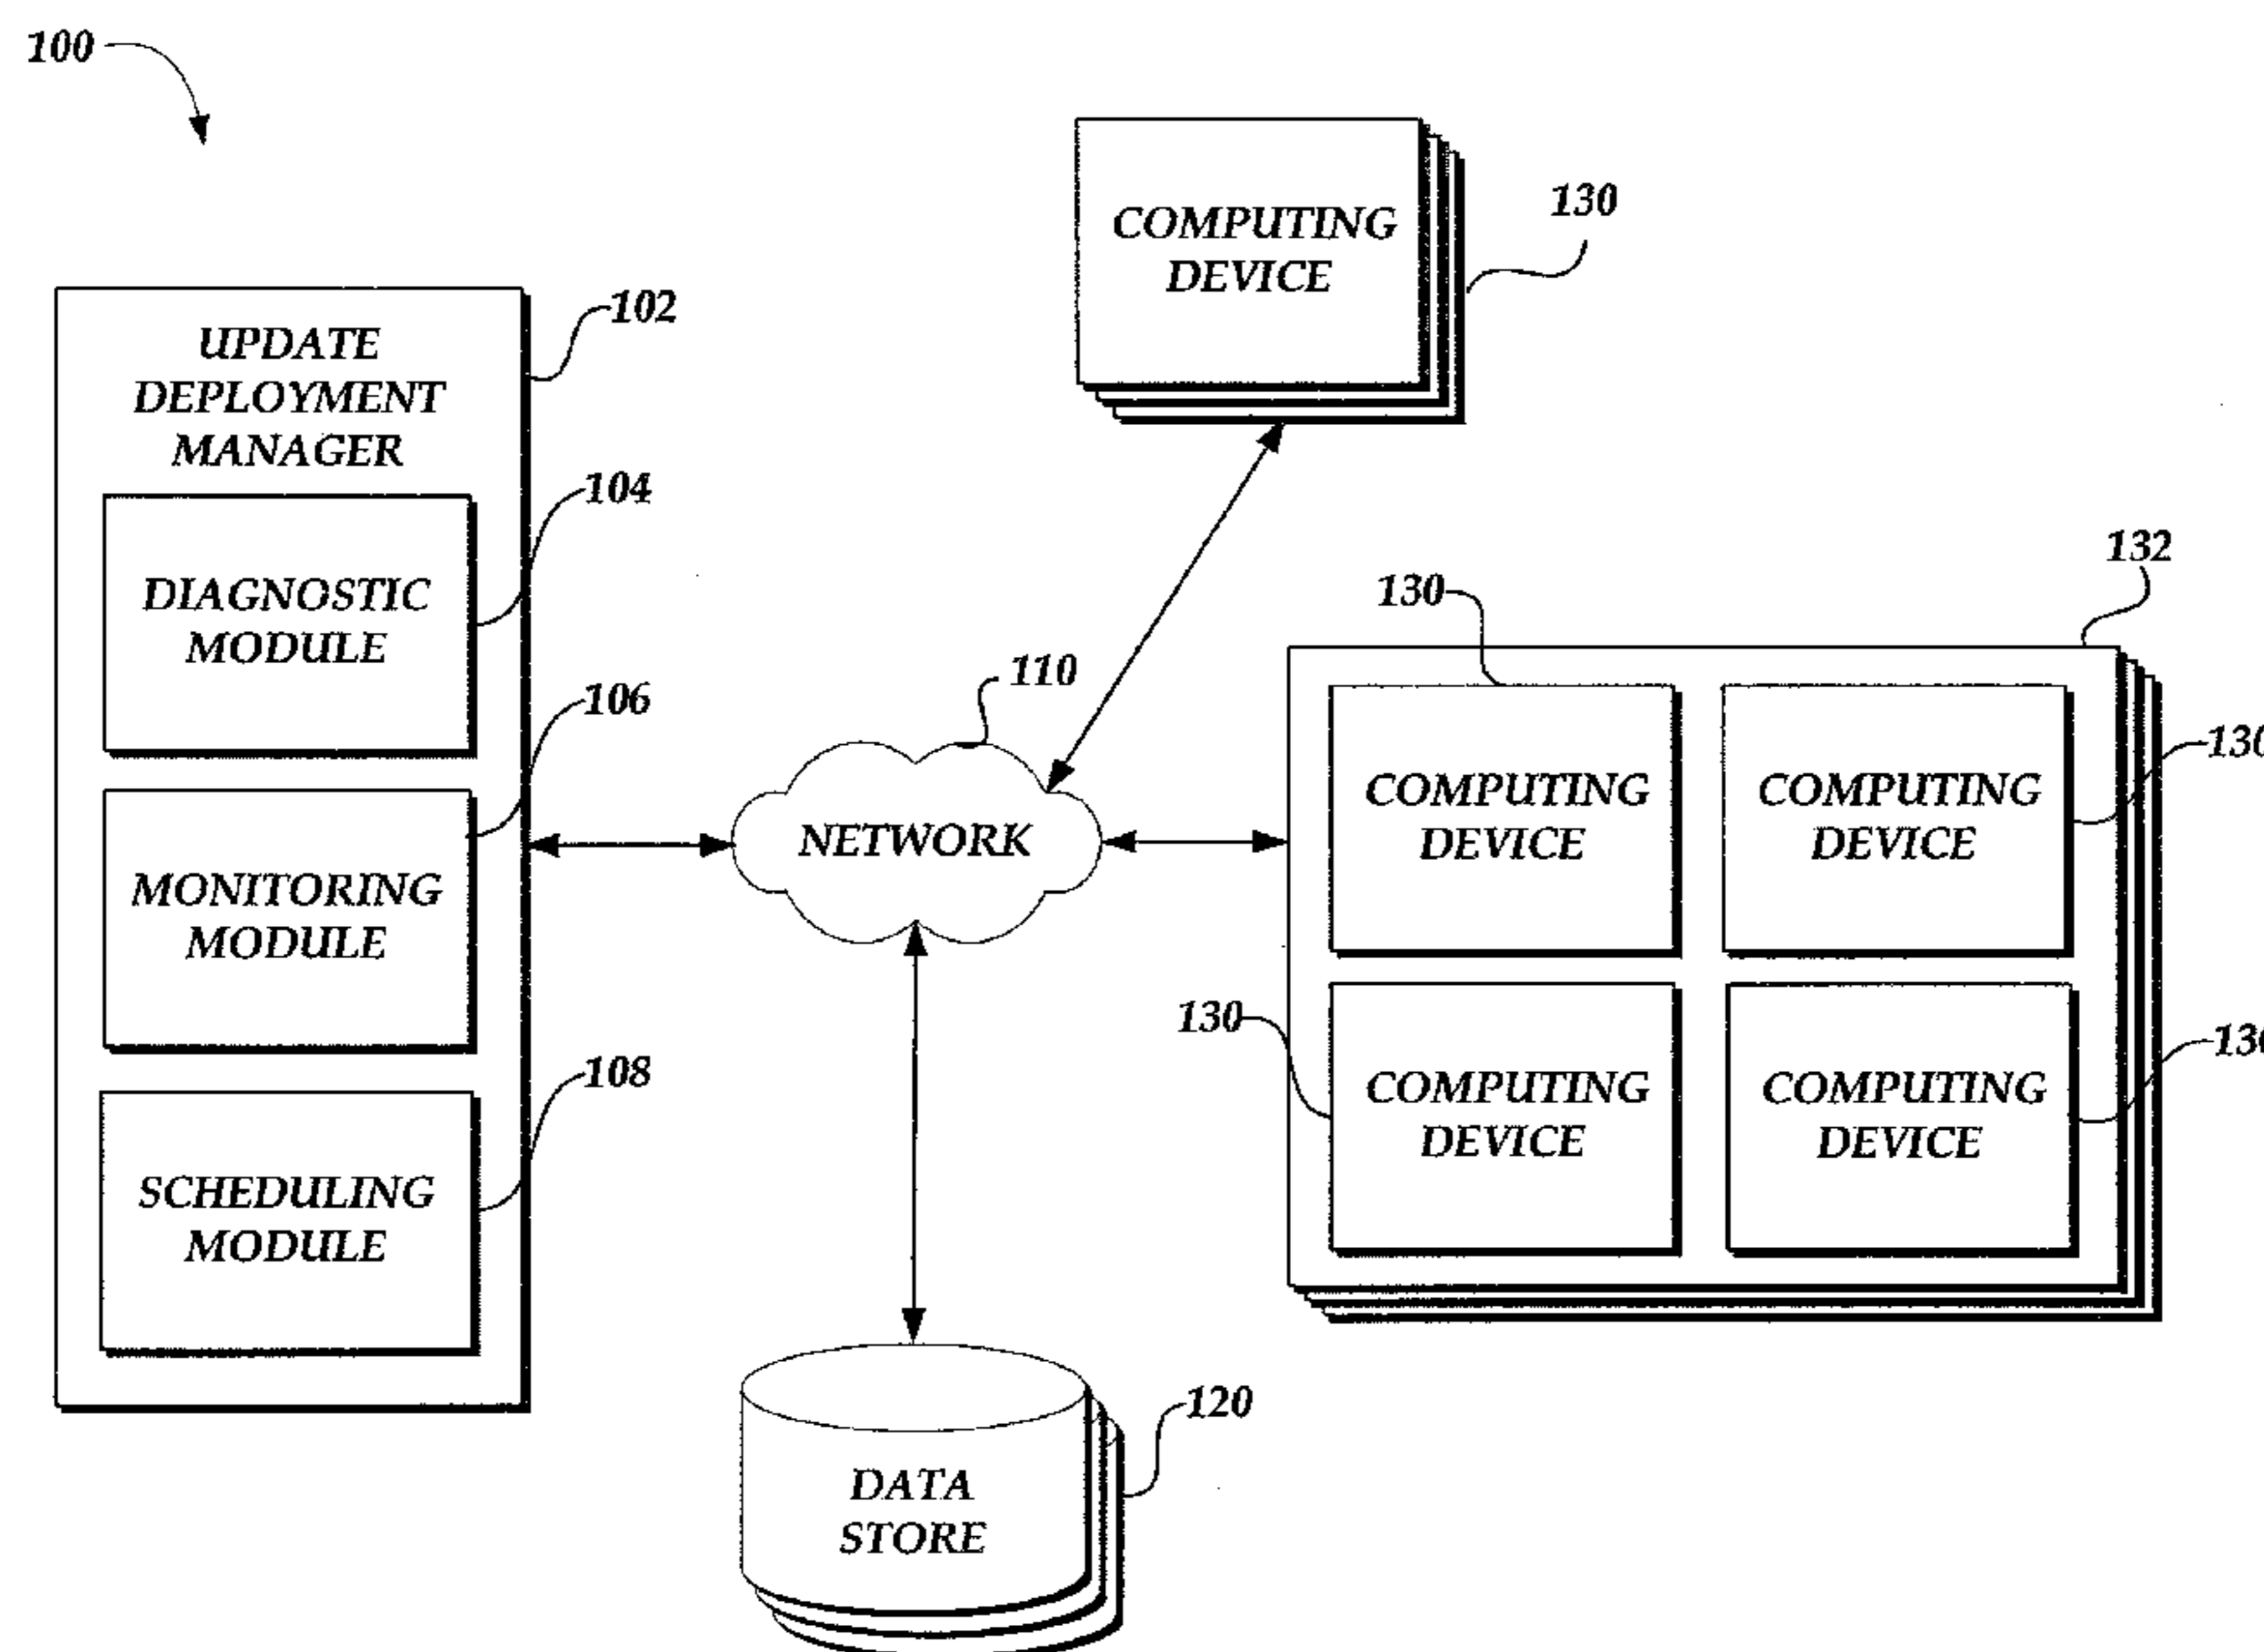 100
COMPUTING
DEVICE
130
UPDATE
DEPLOYMENT
MANAGER
102
DIAGNOSTIC
MODULE
104
MONITORING
MODULE
106
SCHEDULING
MODULE
108
NETWORK
110
132
130
COMPUTING
DEVICE
COMPUTING
DEVICE
130
COMPUTING
DEVICE
COMPUTING
DEVICE
DATA
STORE
120